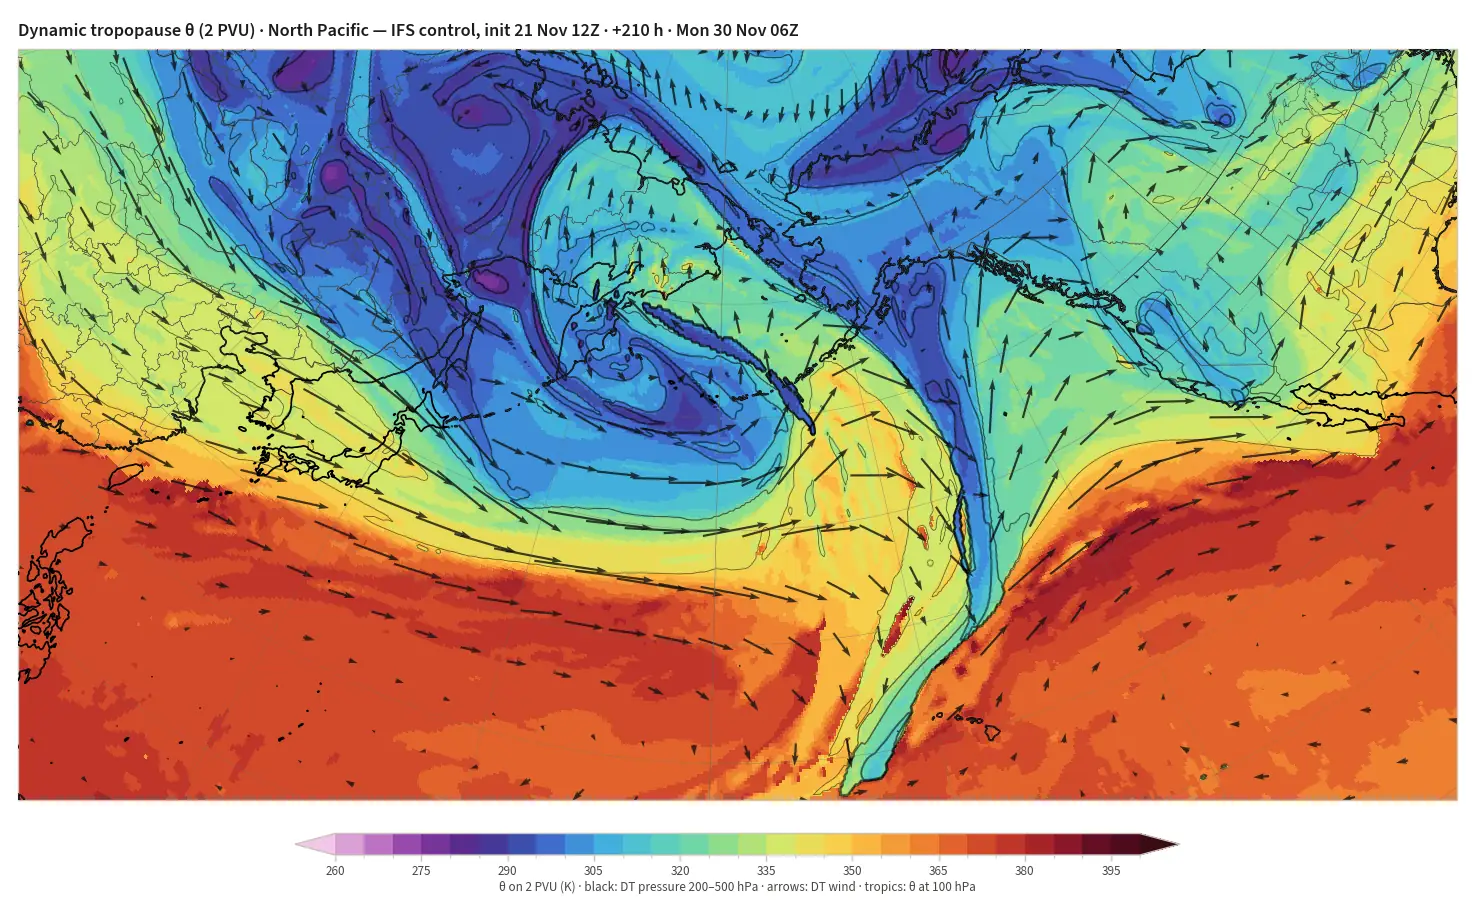 Dynamic tropopause θ (2 PVU) · North Pacific — IFS control, init 21 Nov 12Z · +210 h · Mon 30 Nov 06Z
260 275 290 305 320 335 350 365 380 395
θ on 2 PVU (K) · black: DT pressure 200–500 hPa · arrows: DT wind · tropics: θ at 100 hPa